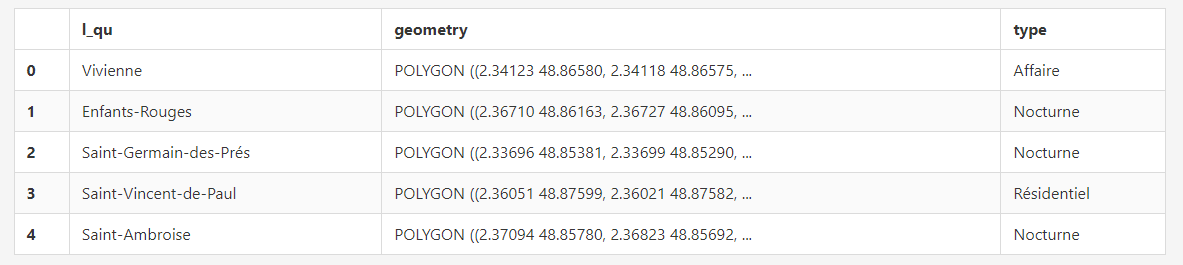 l_qu geometry type
0 Vivienne POLYGON ((2.34123 48.86580, 2.34118 48.86575, ... Affaire
1 Enfants-Rouges POLYGON ((2.36710 48.86163, 2.36727 48.86095, ... Nocturne
2 Saint-Germain-des-Prés POLYGON ((2.33696 48.85381, 2.33699 48.85290, ... Nocturne
3 Saint-Vincent-de-Paul POLYGON ((2.36051 48.87599, 2.36021 48.87582, ... Résidentiel
4 Saint-Ambroise POLYGON ((2.37094 48.85780, 2.36823 48.85692, ... Nocturne